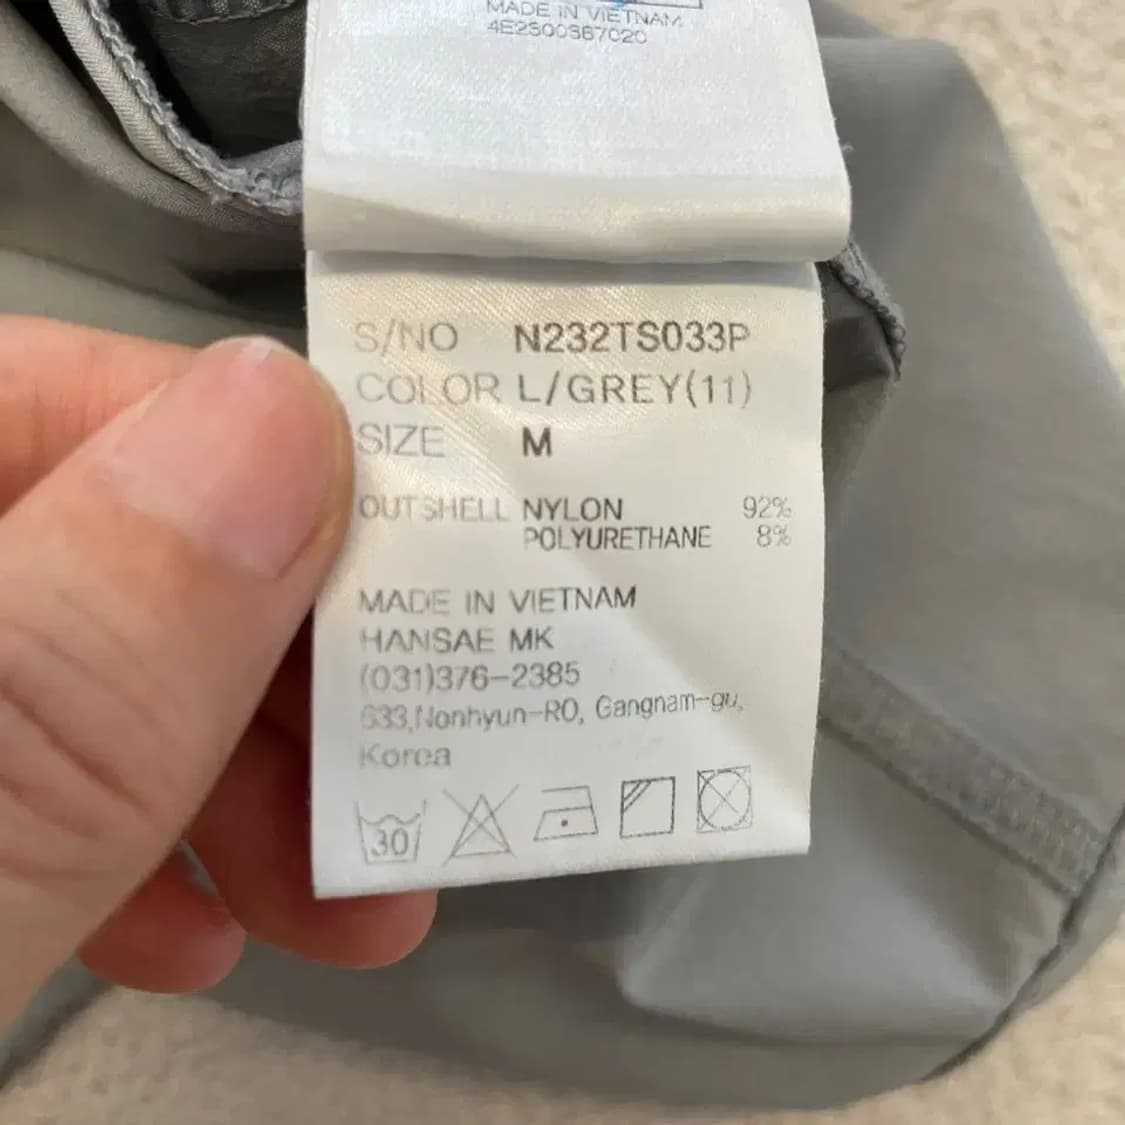 MADE IN VIETNAM
4E2S00S67020
S/NO N232TS033P
COLOR L/GREY(11)
SIZE M
OUTSHELL NYLON 92%
POLYURETHANE 8%
MADE IN VIETNAM
HANSAE MK
(031)376-2385
633,Nonhyun-RO, Gangnam-gu,
Korea
30